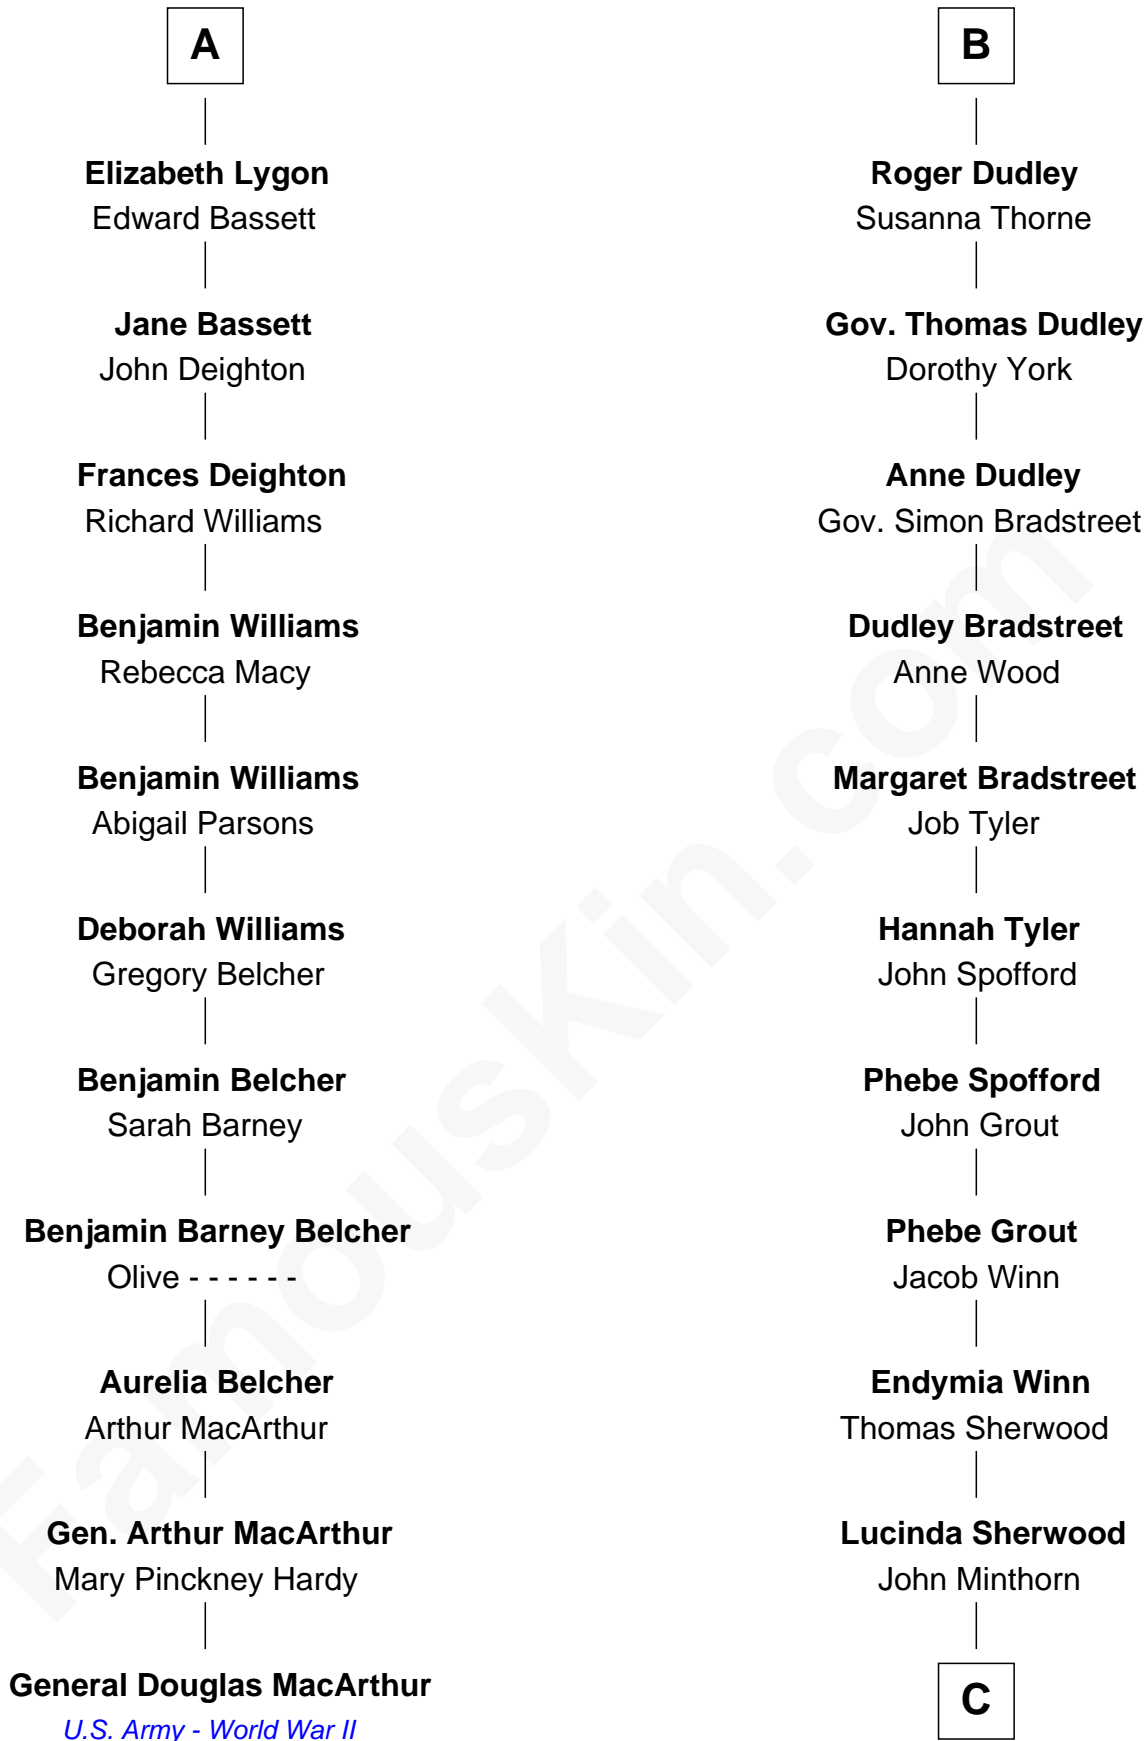 A
Elizabeth Lygon
Edward Bassett
Jane Bassett
John Deighton
Frances Deighton
Richard Williams
Benjamin Williams
Rebecca Macy
Benjamin Williams
Abigail Parsons
Deborah Williams
Gregory Belcher
Benjamin Belcher
Sarah Barney
Benjamin Barney Belcher
Olive - - - - - -
Aurelia Belcher
Arthur MacArthur
Gen. Arthur MacArthur
Mary Pinckney Hardy
General Douglas MacArthur
U.S. Army - World War II
B
Roger Dudley
Susanna Thorne
Gov. Thomas Dudley
Dorothy York
Anne Dudley
Gov. Simon Bradstreet
Dudley Bradstreet
Anne Wood
Margaret Bradstreet
Job Tyler
Hannah Tyler
John Spofford
Phebe Spofford
John Grout
Phebe Grout
Jacob Winn
Endymia Winn
Thomas Sherwood
Lucinda Sherwood
John Minthorn
C
FamousKin.com